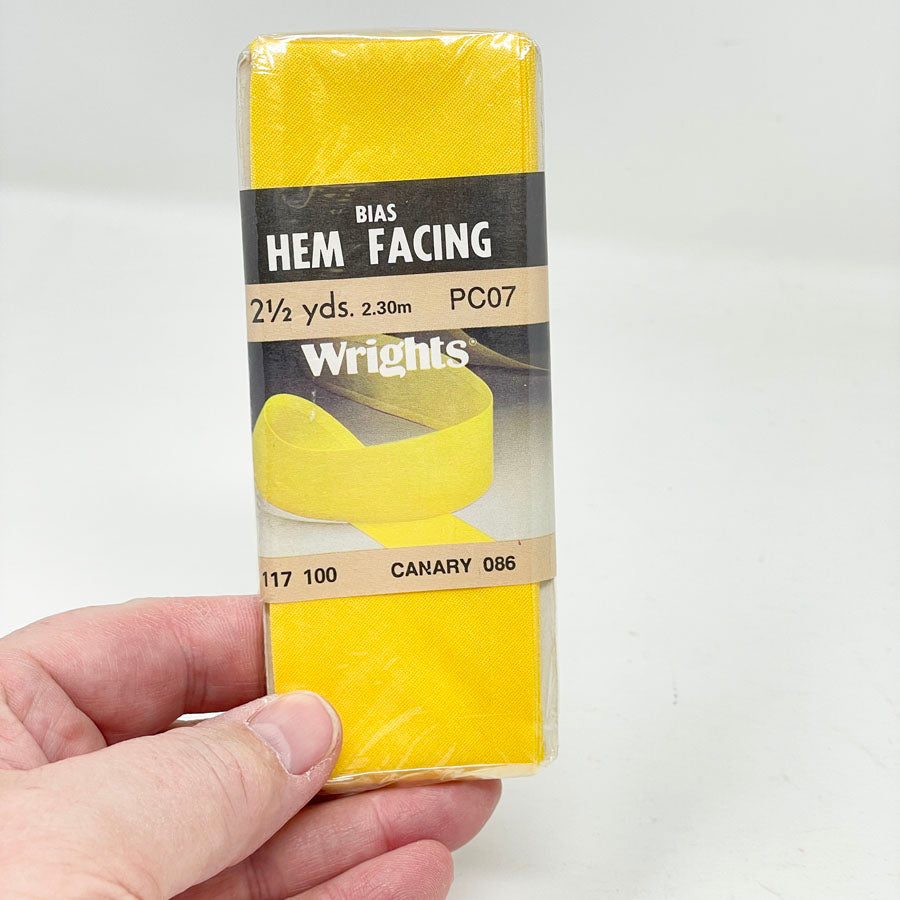 BIAS
HEM FACING
2½ yds. 2.30m PC07
Wrights®
117 100 CANARY 086